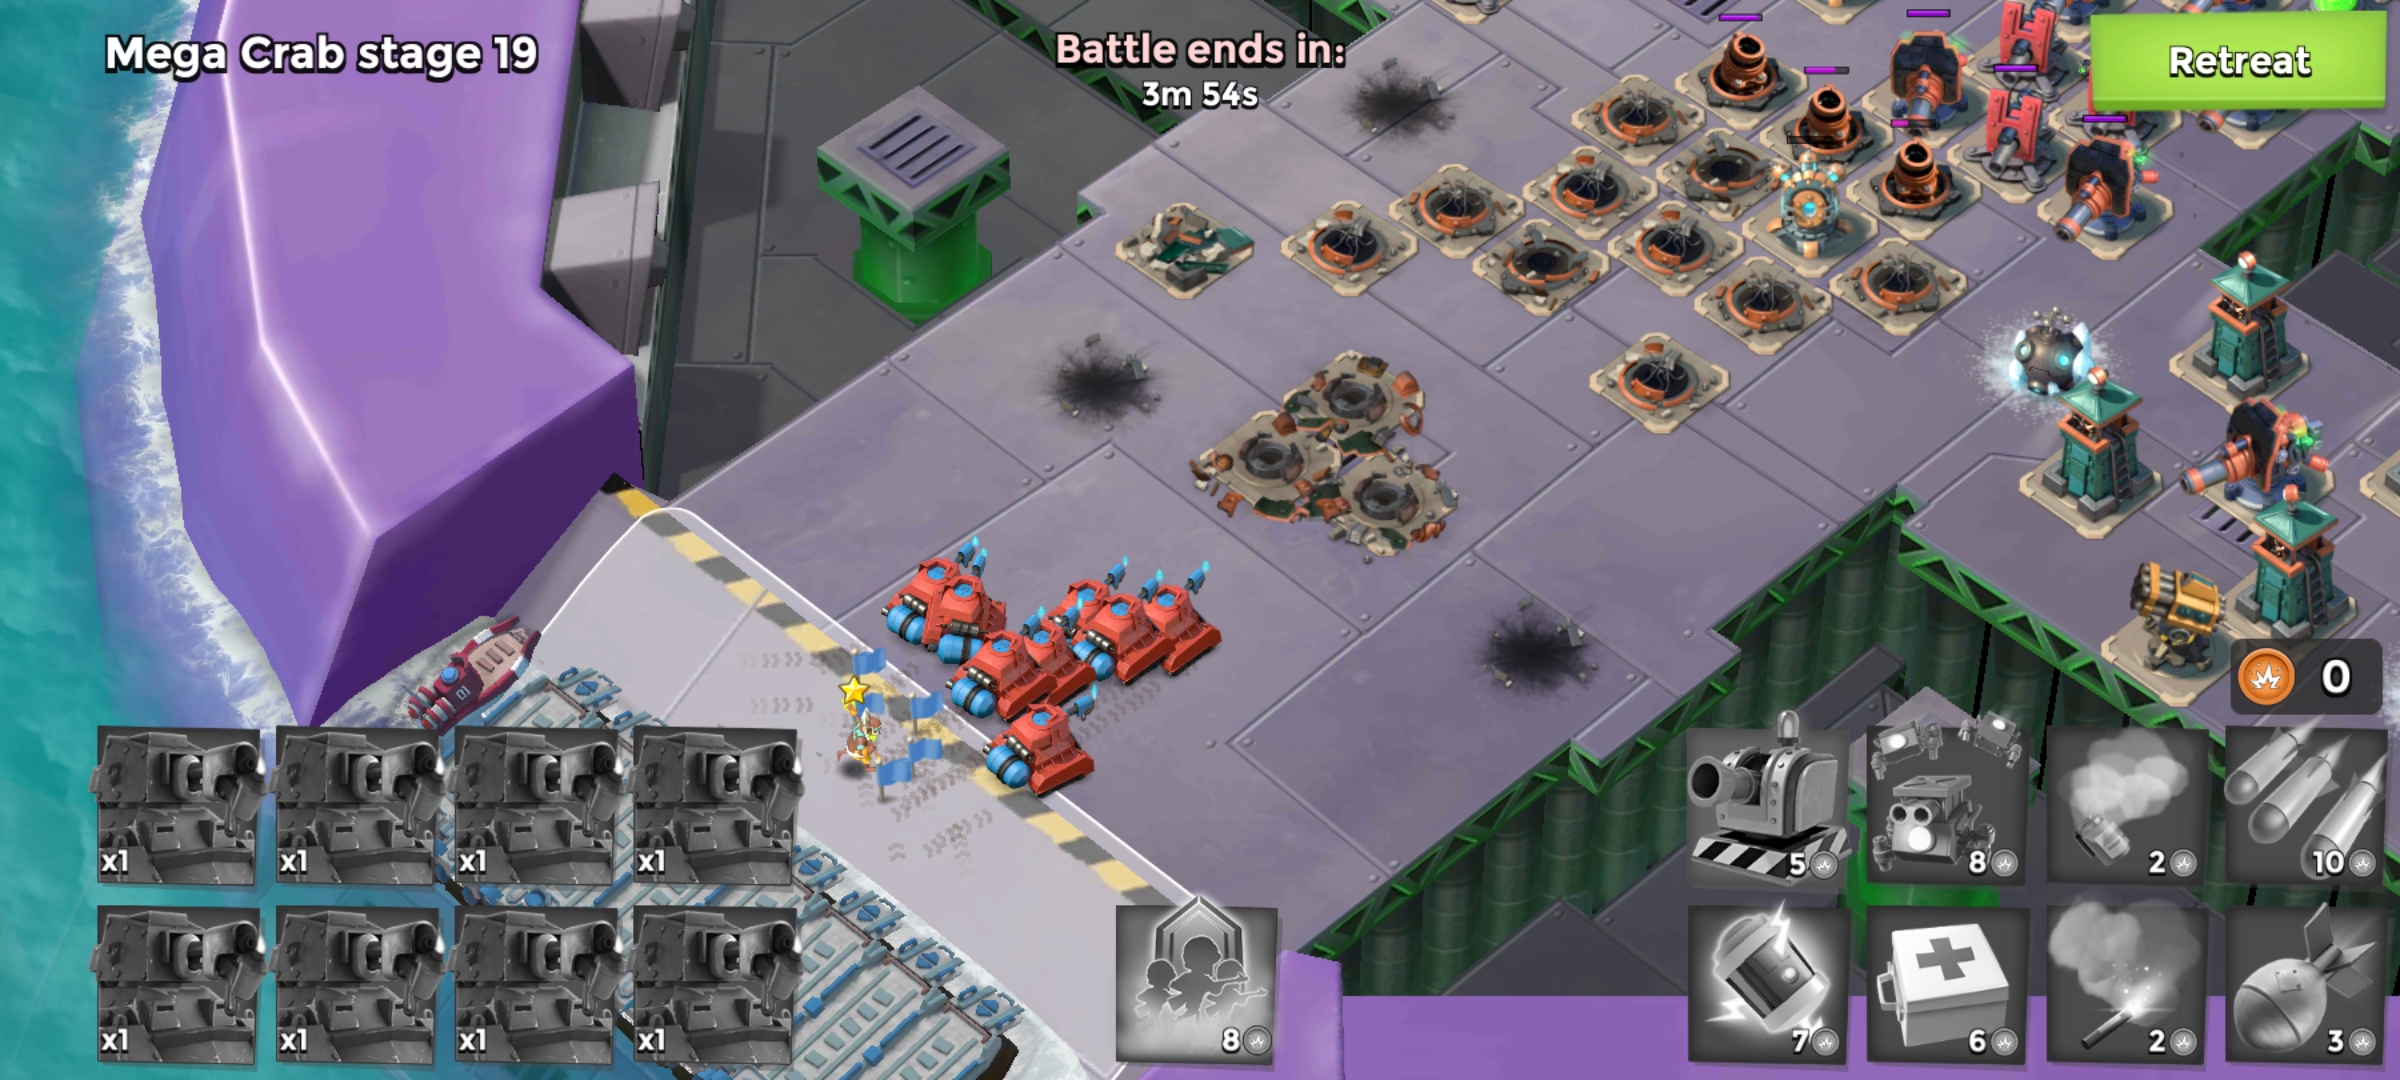 Mega Crab stage 19
Battle ends in:
3m 54s
Retreat
0
01
x1
x1
x1
x1
5
8
2
10
x1
x1
x1
x1
8
7
6
2
3